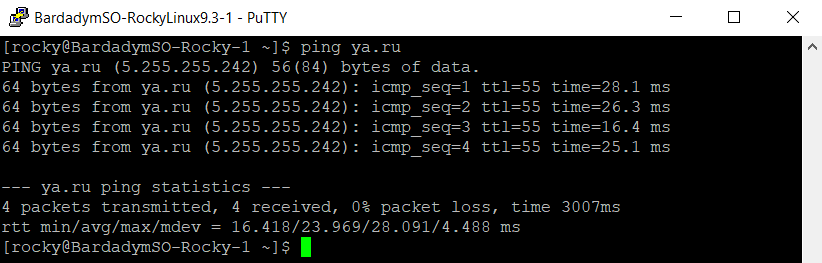 BardadymSO-RockyLinux9.3-1 - PuTTY
[rocky@BardadymSO-Rocky-1 ~]$ ping ya.ru
PING ya.ru (5.255.255.242) 56(84) bytes of data.
64 bytes from ya.ru (5.255.255.242): icmp_seq=1 ttl=55 time=28.1 ms
64 bytes from ya.ru (5.255.255.242): icmp_seq=2 ttl=55 time=26.3 ms
64 bytes from ya.ru (5.255.255.242): icmp_seq=3 ttl=55 time=16.4 ms
64 bytes from ya.ru (5.255.255.242): icmp_seq=4 ttl=55 time=25.1 ms
--- ya.ru ping statistics ---
4 packets transmitted, 4 received, 0% packet loss, time 3007ms
rtt min/avg/max/mdev = 16.418/23.969/28.091/4.488 ms
[rocky@BardadymSO-Rocky-1 ~]$